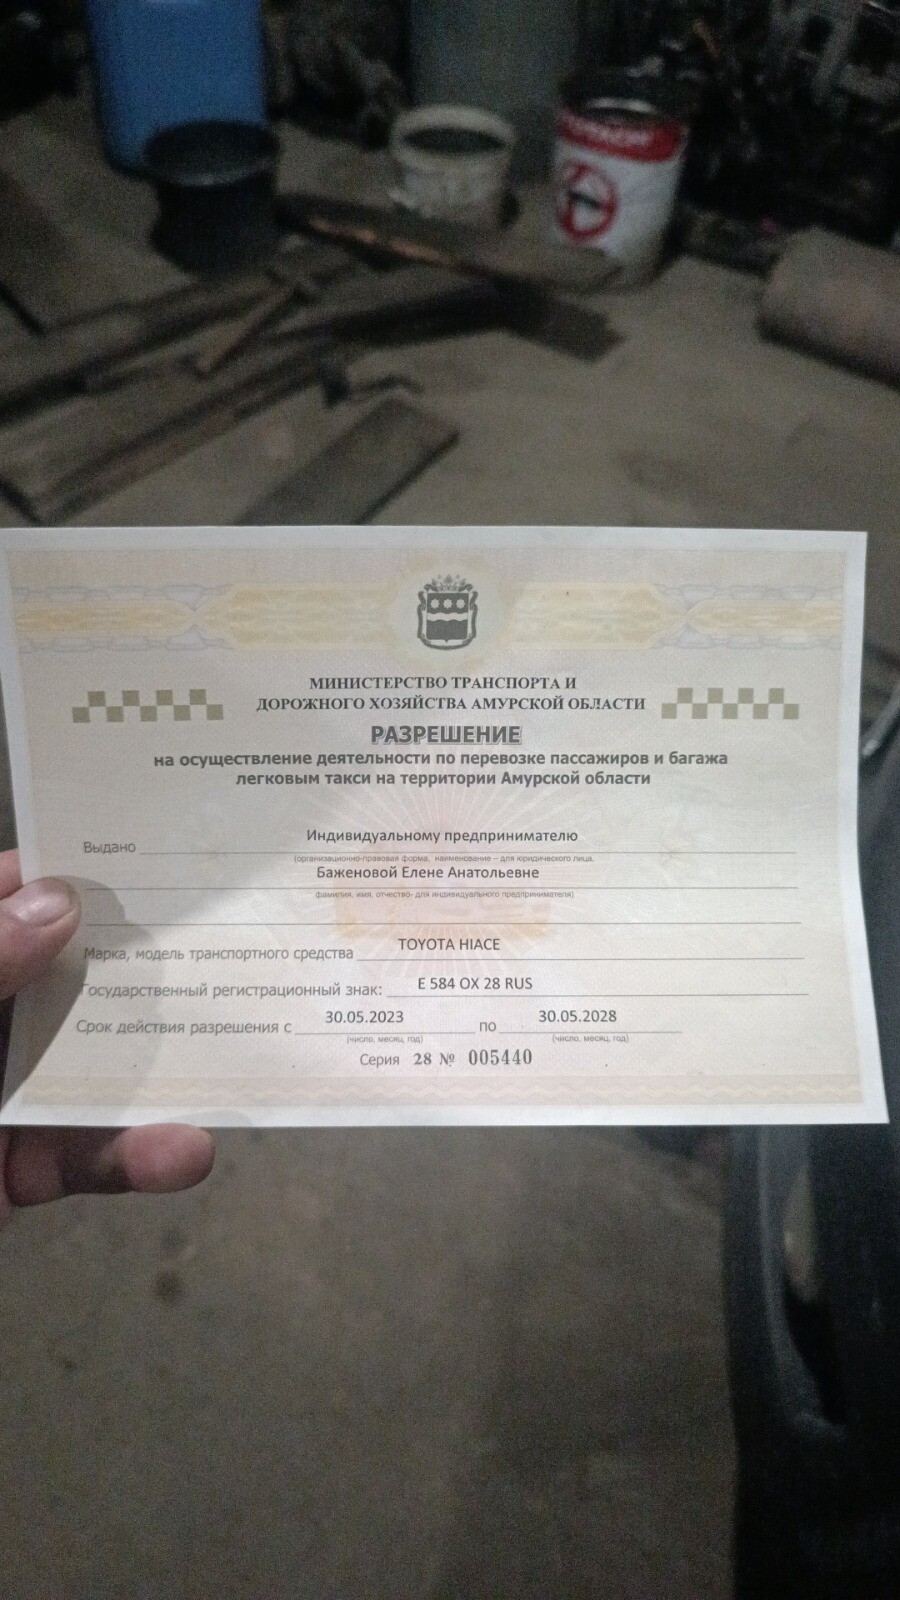 МИНИСТЕРСТВО ТРАНСПОРТА И
ДОРОЖНОГО ХОЗЯЙСТВА АМУРСКОЙ ОБЛАСТИ
РАЗРЕШЕНИЕ
на осуществление деятельности по перевозке пассажиров и багажа
легковым такси на территории Амурской области
Выдано Индивидуальному предпринимателю
(организационно-правовая форма, наименование – для юридического лица,
Баженовой Елене Анатольевне
фамилия, имя, отчество- для индивидуального предпринимателя)
Марка, модель транспортного средства TOYOTA HIACE
Государственный регистрационный знак: Е 584 ОХ 28 RUS
Срок действия разрешения с 30.05.2023 по 30.05.2028
(число, месяц, год) (число, месяц, год)
Серия 28 № 005440